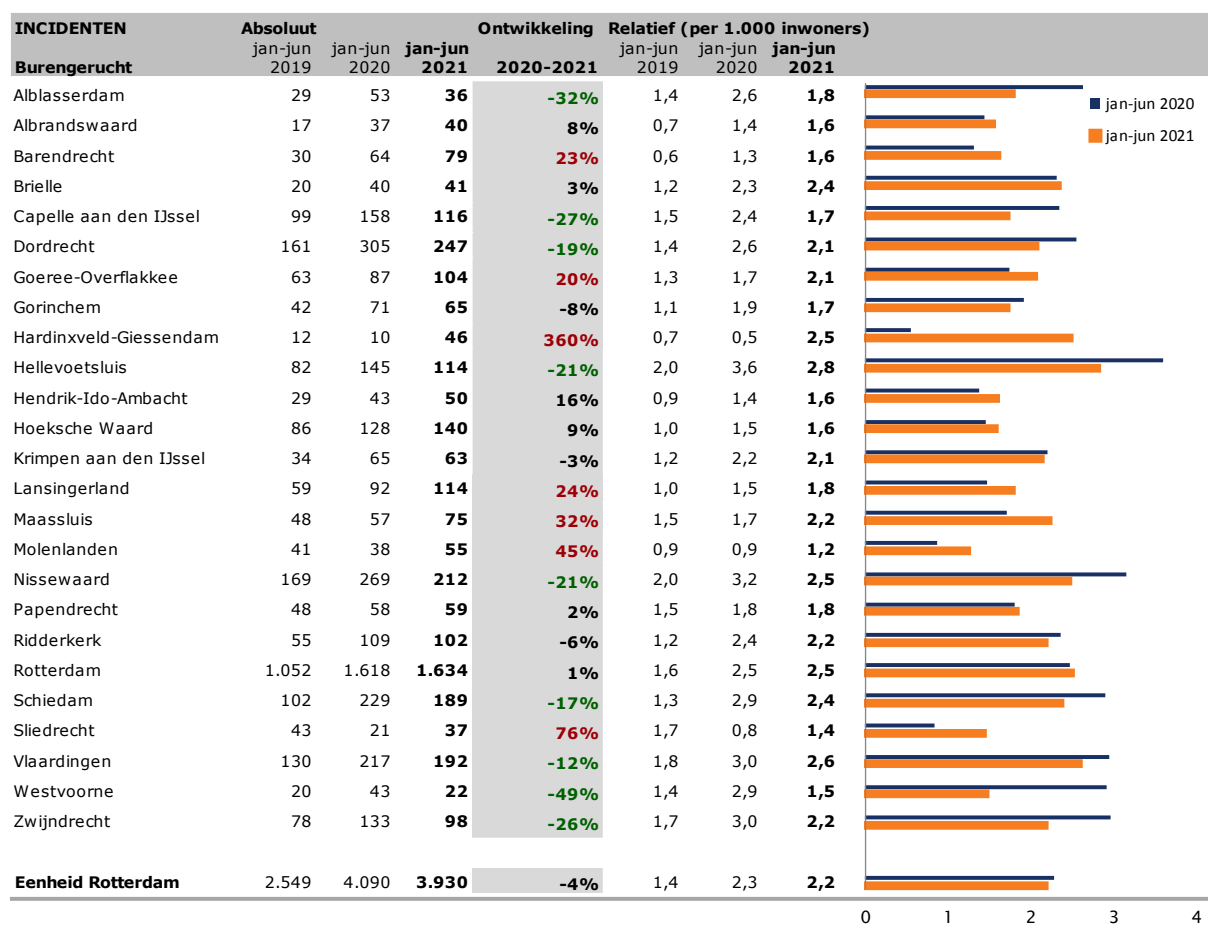 INCIDENTEN Absoluut Ontwikkeling Relatief (per 1.000 inwoners)
jan-jun jan-jun jan-jun jan-jun jan-jun jan-jun
Burengerucht 2019 2020 2021 2020-2021 2019 2020 2021
Alblasserdam 29 53 36 -32% 1,4 2,6 1,8
jan-jun 2020
Albrandswaard 17 37 40 8% 0,7 1,4 1,6
jan-jun 2021
Barendrecht 30 64 79 23% 0,6 1,3 1,6
Brielle 20 40 41 3% 1,2 2,3 2,4
Capelle aan den IJssel 99 158 116 -27% 1,5 2,4 1,7
Dordrecht 161 305 247 -19% 1,4 2,6 2,1
Goeree-Overflakkee 63 87 104 20% 1,3 1,7 2,1
Gorinchem 42 71 65 -8% 1,1 1,9 1,7
Hardinxveld-Giessendam 12 10 46 360% 0,7 0,5 2,5
Hellevoetsluis 82 145 114 -21% 2,0 3,6 2,8
Hendrik-Ido-Ambacht 29 43 50 16% 0,9 1,4 1,6
Hoeksche Waard 86 128 140 9% 1,0 1,5 1,6
Krimpen aan den IJssel 34 65 63 -3% 1,2 2,2 2,1
Lansingerland 59 92 114 24% 1,0 1,5 1,8
Maassluis 48 57 75 32% 1,5 1,7 2,2
Molenlanden 41 38 55 45% 0,9 0,9 1,2
Nissewaard 169 269 212 -21% 2,0 3,2 2,5
Papendrecht 48 58 59 2% 1,5 1,8 1,8
Ridderkerk 55 109 102 -6% 1,2 2,4 2,2
Rotterdam 1.052 1.618 1.634 1% 1,6 2,5 2,5
Schiedam 102 229 189 -17% 1,3 2,9 2,4
Sliedrecht 43 21 37 76% 1,7 0,8 1,4
Vlaardingen 130 217 192 -12% 1,8 3,0 2,6
Westvoorne 20 43 22 -49% 1,4 2,9 1,5
Zwijndrecht 78 133 98 -26% 1,7 3,0 2,2
Eenheid Rotterdam 2.549 4.090 3.930 -4% 1,4 2,3 2,2
0 1 2 3 4